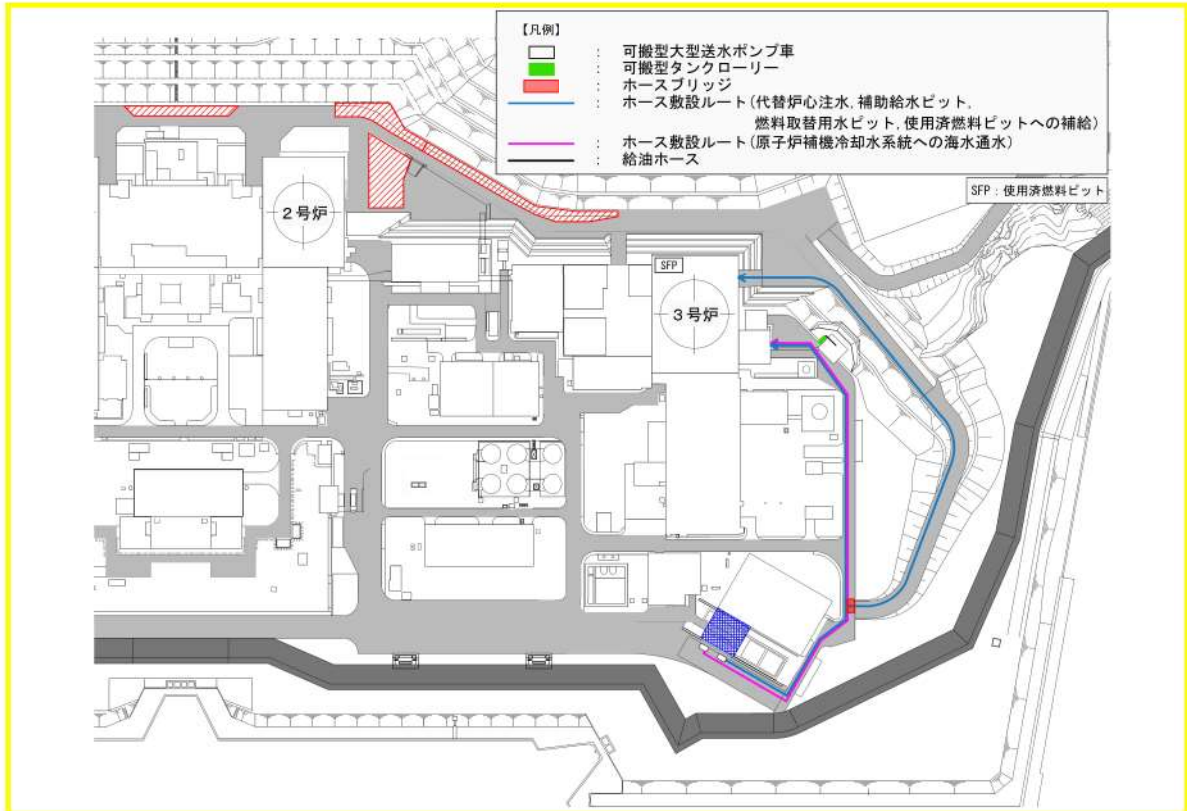 【凡例】
： 可搬型大型送水ポンプ車
： 可搬型タンクローリー
： ホースブリッジ
： ホース敷設ルート（代替炉心注水，補助給水ピット，
燃料取替用水ピット，使用済燃料ピットへの補給）
： ホース敷設ルート（原子炉補機冷却水系統への海水通水）
： 給油ホース
SFP：使用済燃料ピット
２号炉
SFP
３号炉